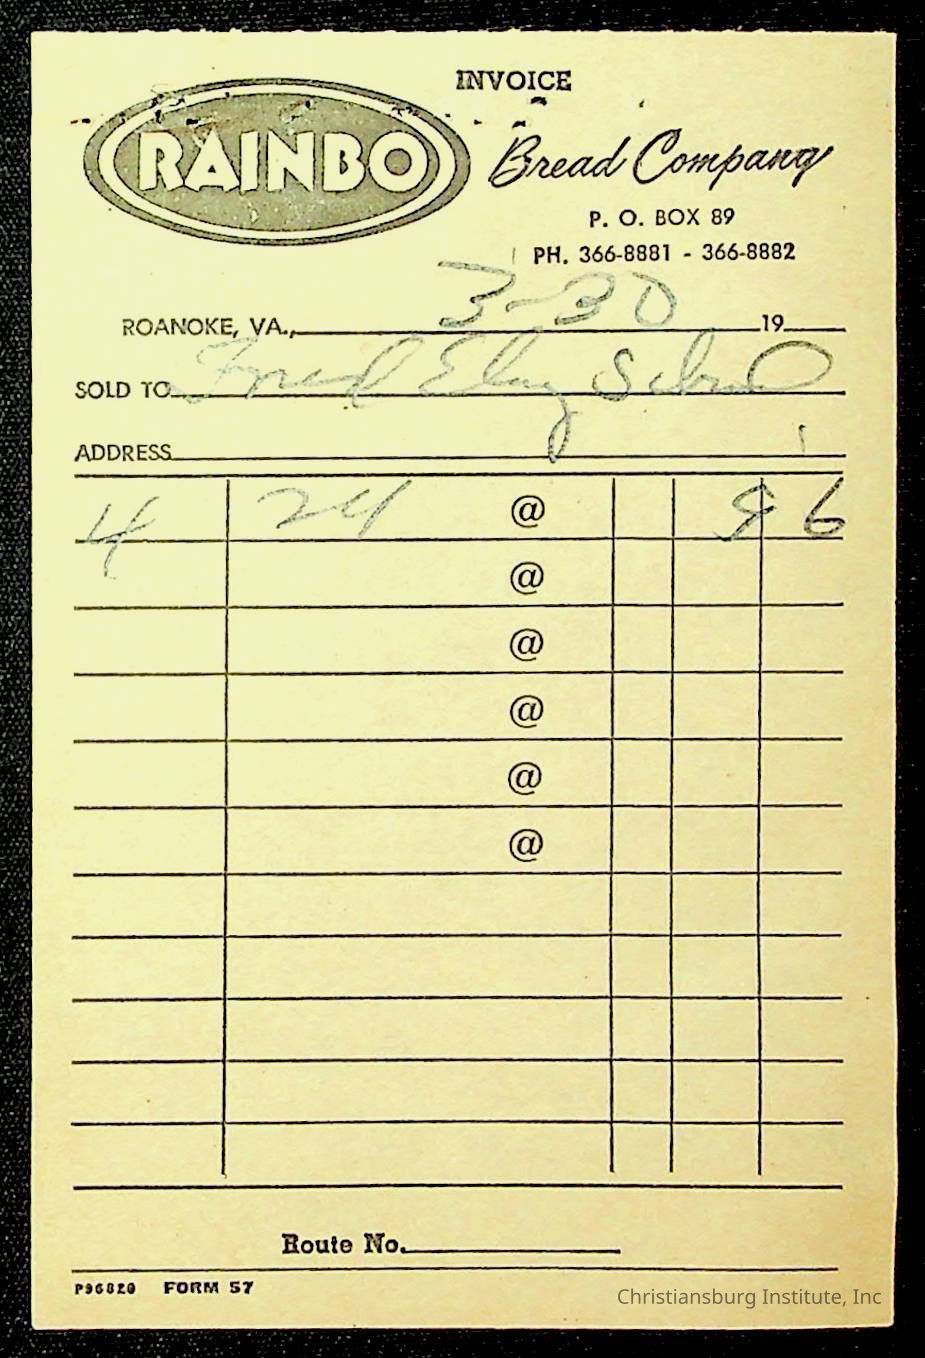 INVOICE
RAINBO
Bread Company
P. O. BOX 89
PH. 366-8881 - 366-8882
3-30
ROANOKE, VA., 19
SOLD TO
ADDRESS
4 24 @ 6
@
@
@
@
@
Route No.
P96820 FORM 57
Christiansburg Institute, Inc